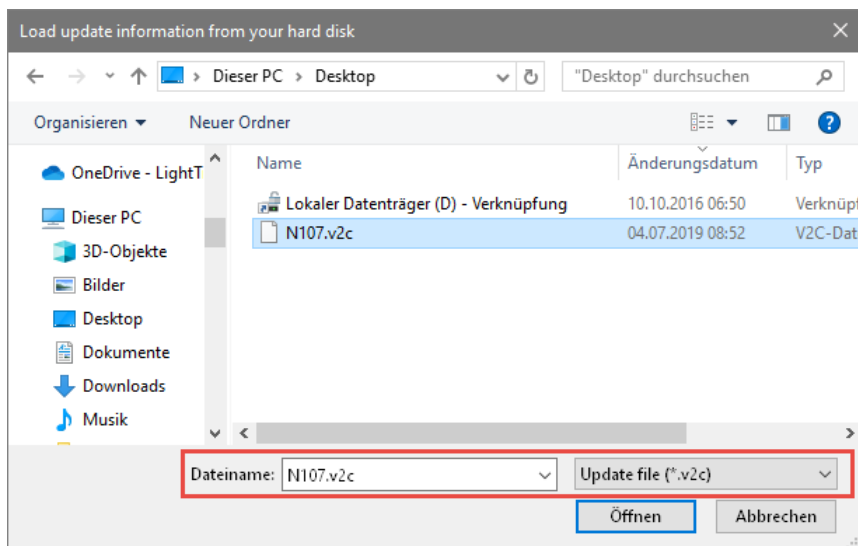 Load update information from your hard disk
Dieser PC > Desktop
"Desktop" durchsuchen
Organisieren
Neuer Ordner
Name
Änderungsdatum
Typ
OneDrive - LightT
Dieser PC
3D-Objekte
Bilder
Desktop
Dokumente
Downloads
Musik
Lokaler Datenträger (D) - Verknüpfung
10.10.2016 06:50
Verknüpf
N107.v2c
04.07.2019 08:52
V2C-Dat
Dateiname:
N107.v2c
Update file (*.v2c)
Öffnen
Abbrechen